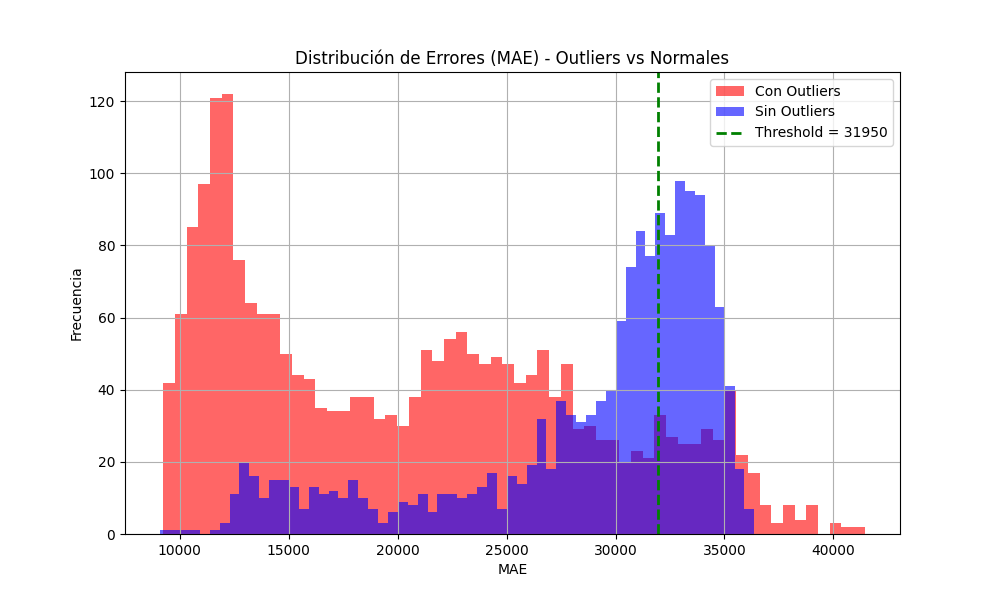 Distribución de Errores (MAE) - Outliers vs Normales
Con Outliers
Sin Outliers
Threshold = 31950
Frecuencia
120
100
80
60
40
20
0
10000
15000
20000
25000
30000
35000
40000
MAE